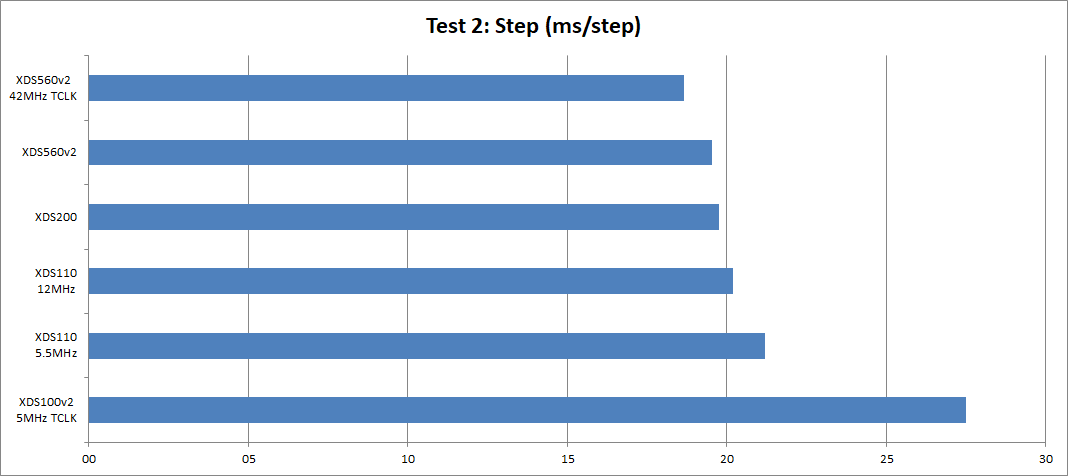 Test 2: Step (ms/step)
XDS560v2
42MHz TCLK
XDS560v2
XDS200
XDS110
12MHz
XDS110
5.5MHz
XDS100v2
5MHz TCLK
00 05 10 15 20 25 30